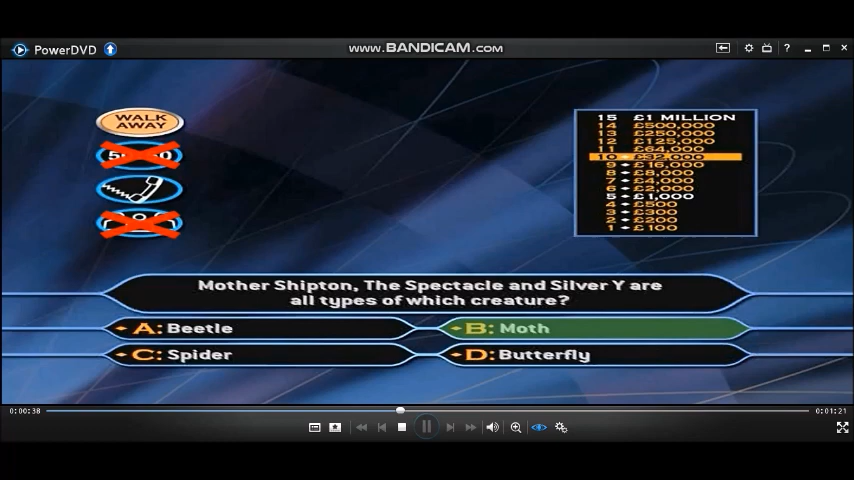 PowerDVD
www.BANDICAM.com
?
WALK
AWAY
15 £1 MILLION
14 £500,000
13 £250,000
12 £125,000
11 £64,000
10 £32,000
9 £16,000
8 £8,000
7 £4,000
6 £2,000
5 £1,000
4 £500
3 £300
2 £200
1 £100
Mother Shipton, The Spectacle and Silver Y are
all types of which creature?
A: Beetle
B: Moth
C: Spider
D: Butterfly
0:00:38
0:01:21